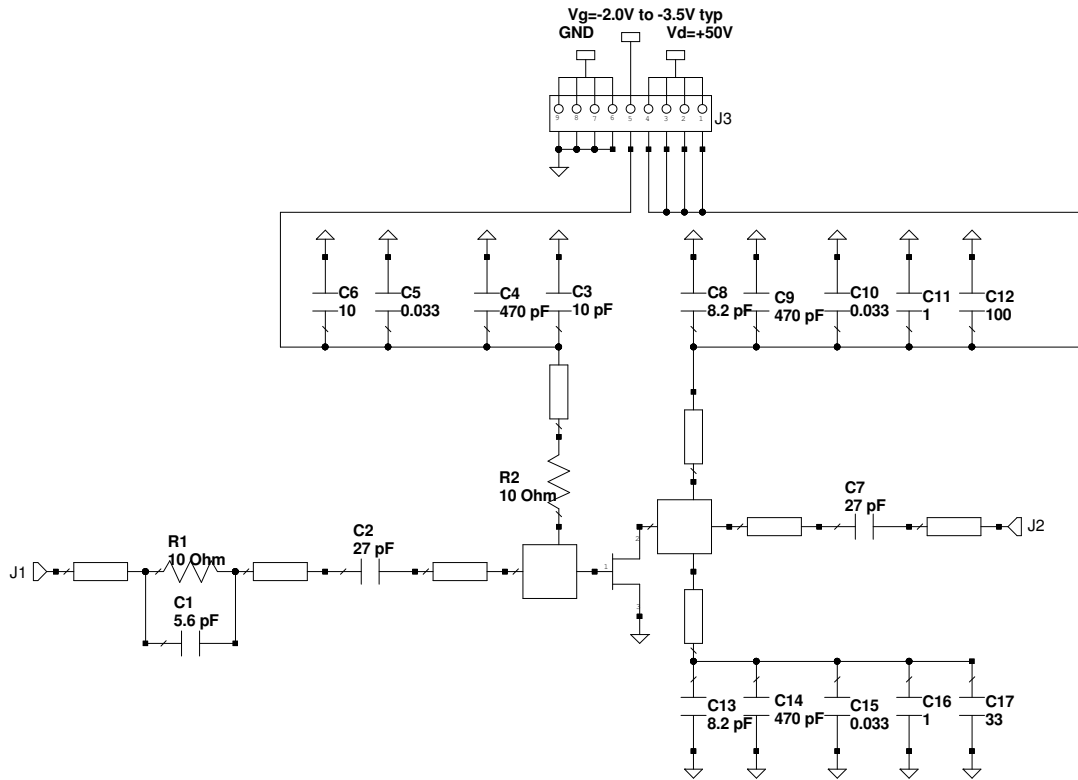 Vg=-2.0V to -3.5V typ
GND
Vd=+50V
9 8 7 6 5 4 3 2 1
J3
C6
10
C5
0.033
C4
470 pF
C3
10 pF
C8
8.2 pF
C9
470 pF
C10
0.033
C11
1
C12
100
R2
10 Ohm
C7
27 pF
J2
2
1
3
J1
R1
10 Ohm
C2
27 pF
C1
5.6 pF
C13
8.2 pF
C14
470 pF
C15
0.033
C16
1
C17
33